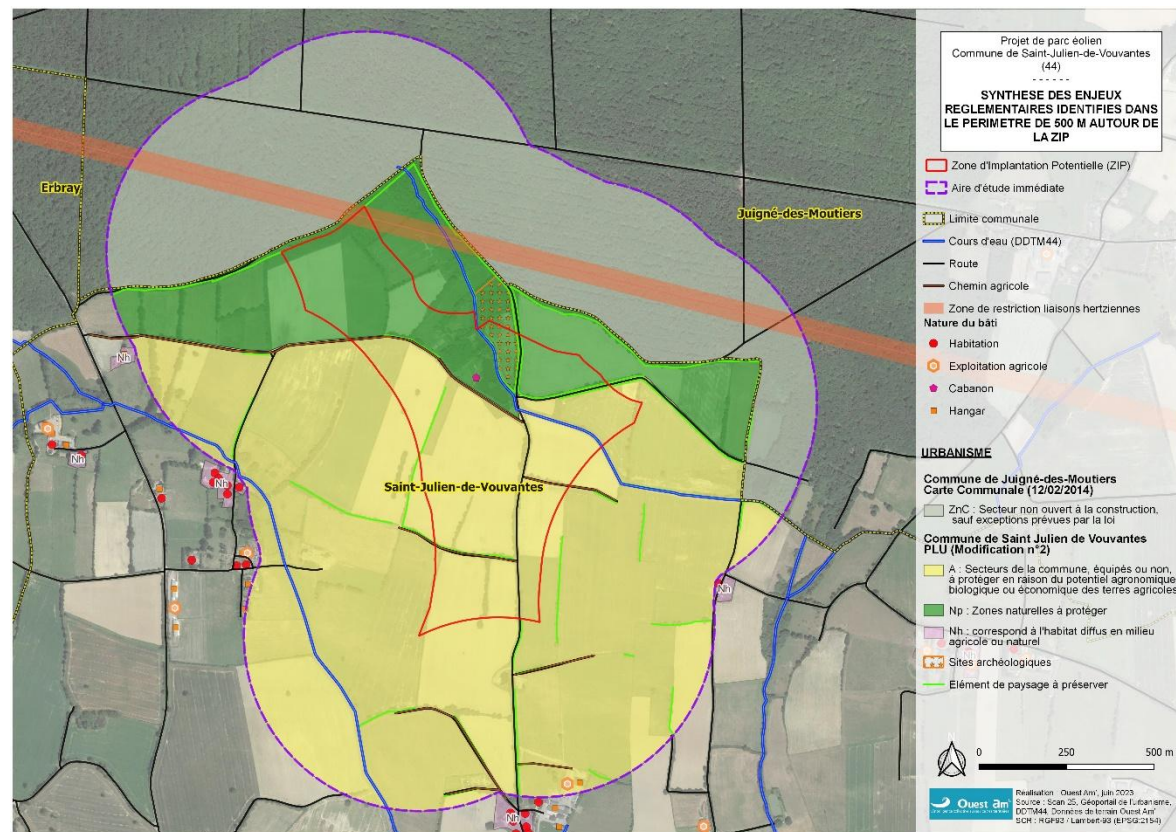 Projet de parc éolien
Commune de Saint-Julien-de-Vouvantes
(44)
- - - - - -
SYNTHESE DES ENJEUX
REGLEMENTAIRES IDENTIFIES DANS
LE PERIMETRE DE 500 M AUTOUR DE
LA ZIP
Zone d'Implantation Potentielle (ZIP)
Aire d'étude immédiate
Limite communale
Cours d'eau (DDTM44)
Route
Chemin agricole
Zone de restriction liaisons hertziennes
Nature du bâti
Habitation
Exploitation agricole
Cabanon
Hangar
URBANISME
Commune de Juigné-des-Moutiers
Carte Communale (12/02/2014)
ZnC : Secteur non ouvert à la construction,
sauf exceptions prévues par la loi
Commune de Saint Julien de Vouvantes
PLU (Modification n°2)
A : Secteurs de la commune, équipés ou non,
à protéger en raison du potentiel agronomique
biologique ou économique des terres agricoles
Np : Zones naturelles à protéger
Nh : correspond à l'habitat diffus en milieu
agricole ou naturel
Sites archéologiques
Elément de paysage à préserver
N
0 250 500 m
Ouest am'
Réalisation : Ouest Am', juin 2023
Source : Scan 25, Géoportail de l'urbanisme,
DDTM44, Données de terrain Ouest Am'
SCR : RGF93 / Lambert-93 (EPSG:2154)
Erbray
Juigné-des-Moutiers
Saint-Julien-de-Vouvantes
Nh
Nh
Nh
Nh
Nh
Nh